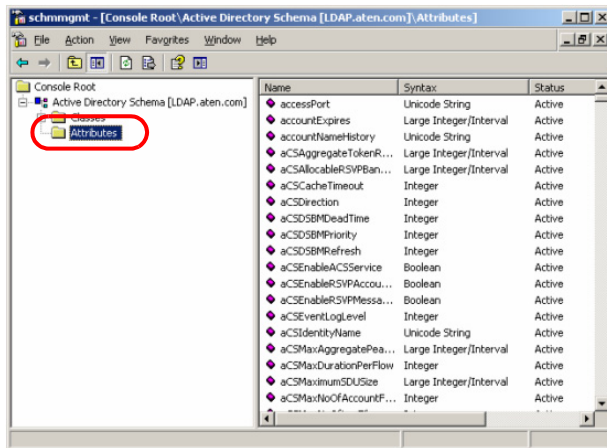 schmmgmt - [Console Root\Active Directory Schema [LDAP.aten.com]\Attributes]
File Action View Favorites Window Help
Console Root
Active Directory Schema [LDAP.aten.com]
Classes
Attributes
Name Syntax Status
accessPort Unicode String Active
accountExpires Large Integer/Interval Active
accountNameHistory Unicode String Active
aCSAggregateTokenR... Large Integer/Interval Active
aCSAllocableRSVPBan... Large Integer/Interval Active
aCSCacheTimeout Integer Active
aCSDirection Integer Active
aCSDSBMDeadTime Integer Active
aCSDSBMPriority Integer Active
aCSDSBMRefresh Integer Active
aCSEnableACSService Boolean Active
aCSEnableRSVPAccou... Boolean Active
aCSEnableRSVPMessa... Boolean Active
aCSEventLogLevel Integer Active
aCSIdentityName Unicode String Active
aCSMaxAggregatePea... Large Integer/Interval Active
aCSMaxDurationPerFlow Integer Active
aCSMaximumSDUSize Large Integer/Interval Active
aCSMaxNoOfAccountF... Integer Active